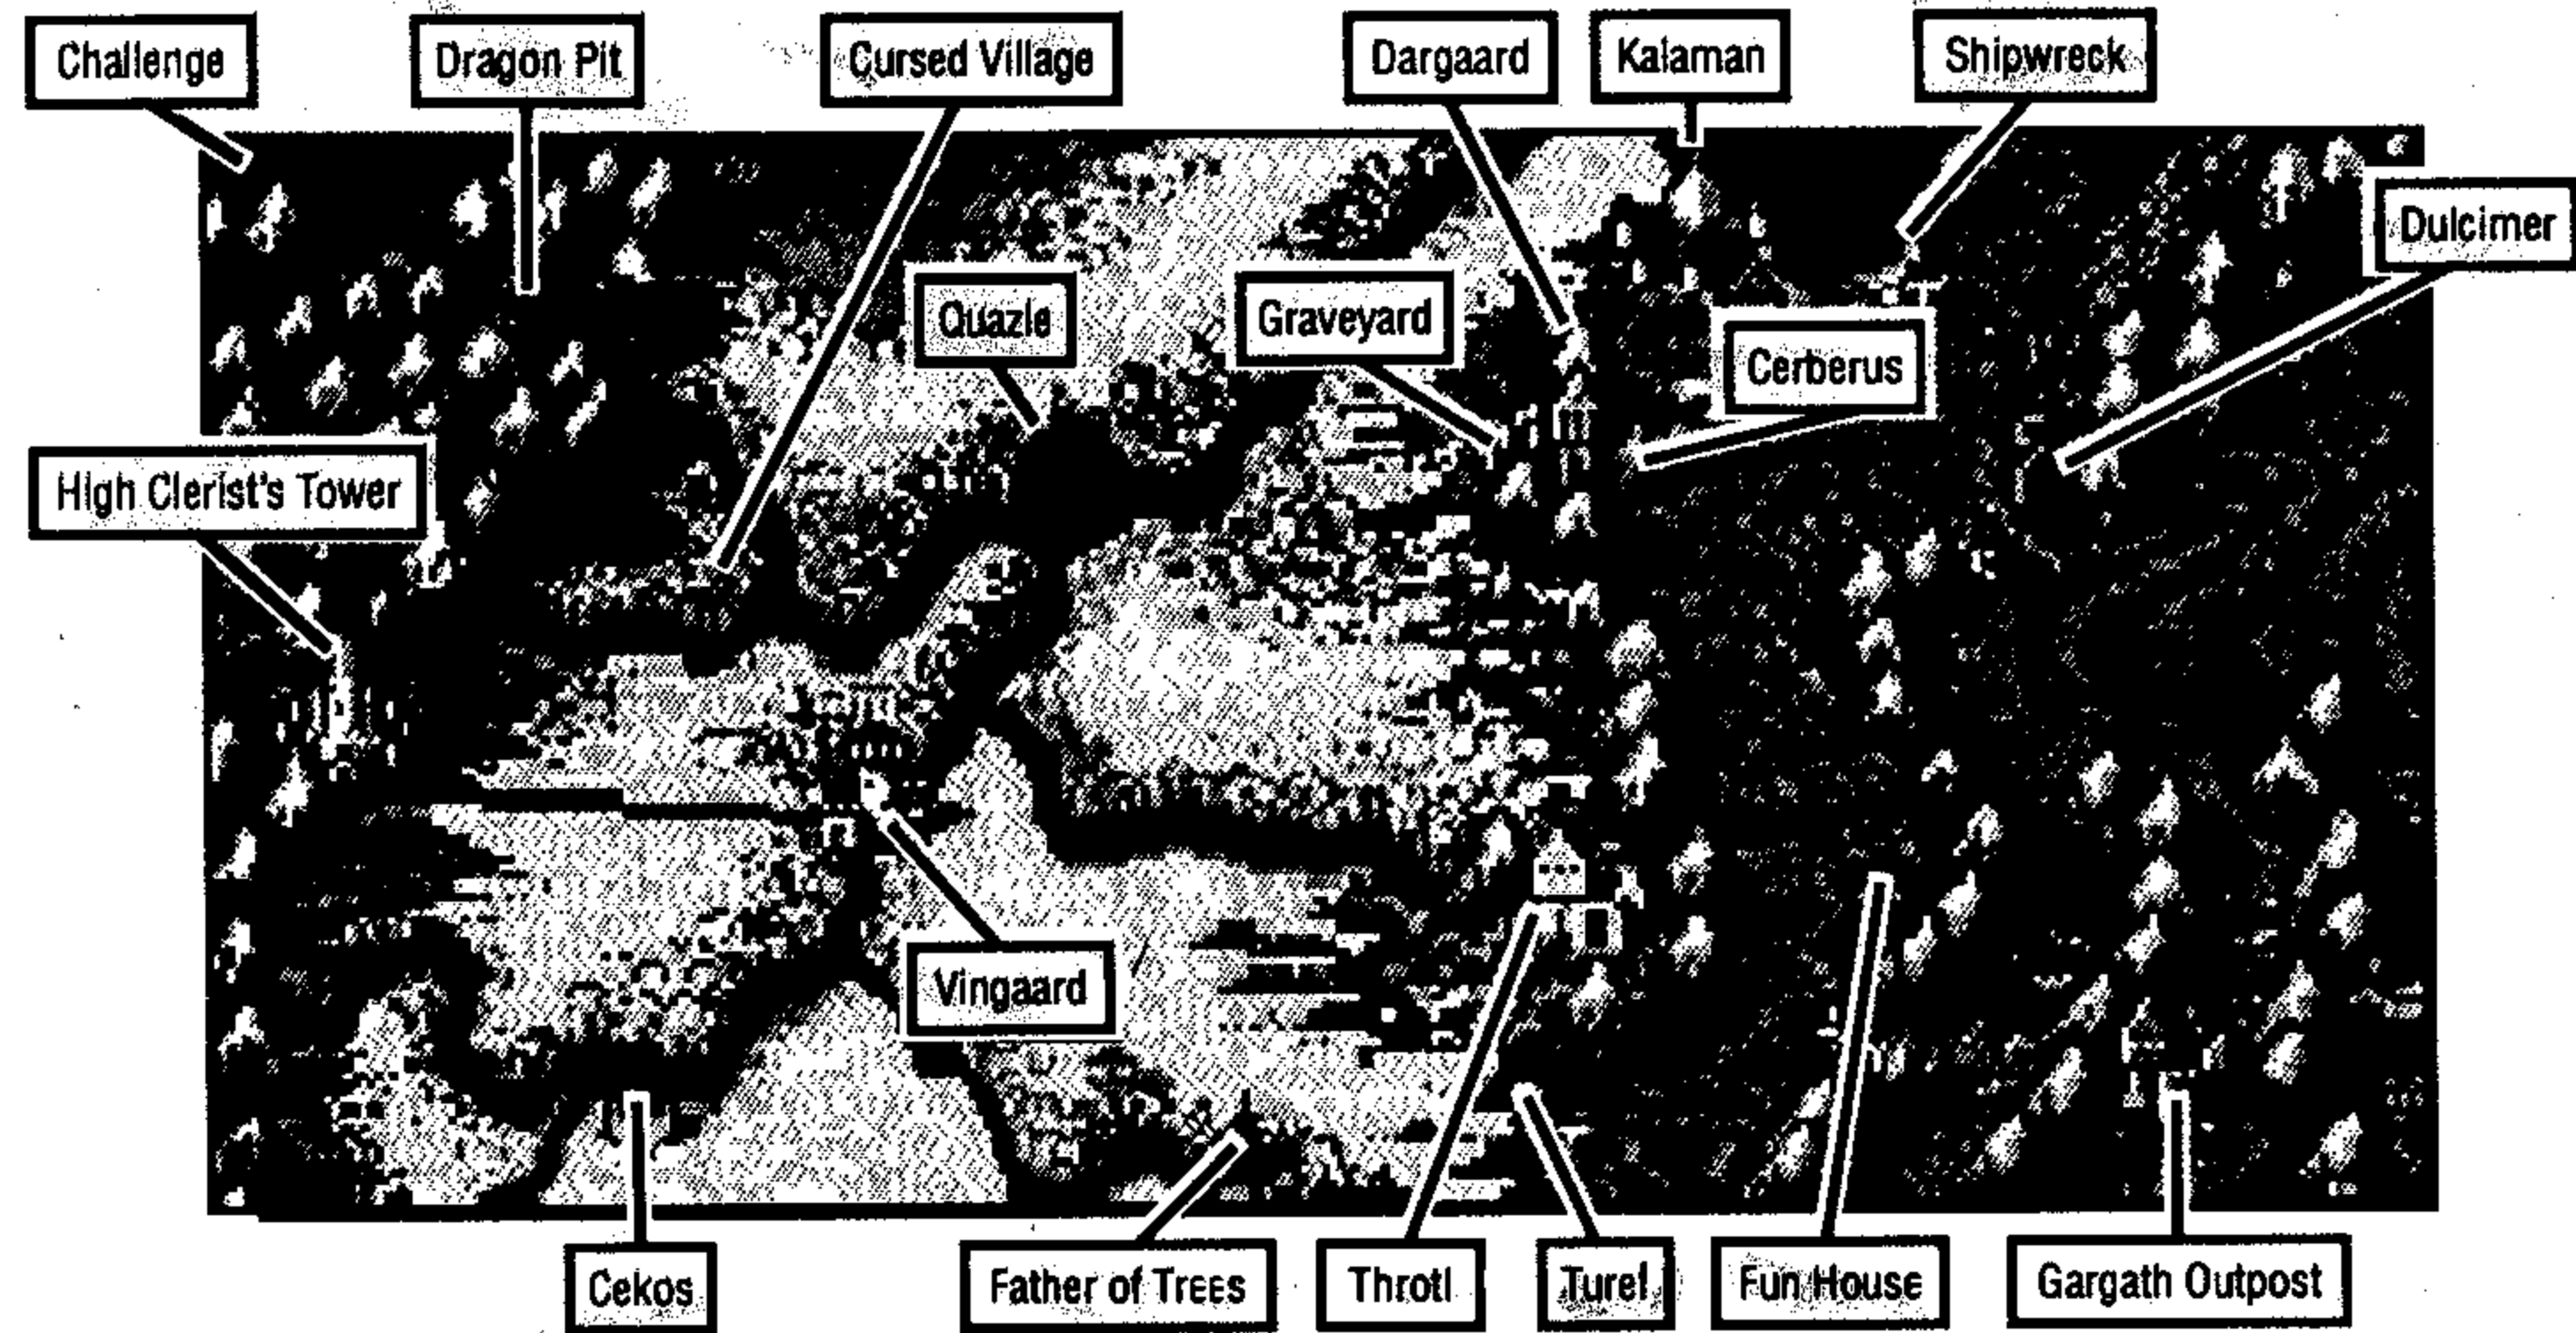 Challenge
Dragon Pit
Cursed Village
Dargaard
Kalaman
Shipwreck
Dulcimer
Quazle
Graveyard
Cerberus
High Clerist's Tower
Vingaard
Cekos
Father of Trees
Throtl
Turef
Fun House
Gargath Outpost